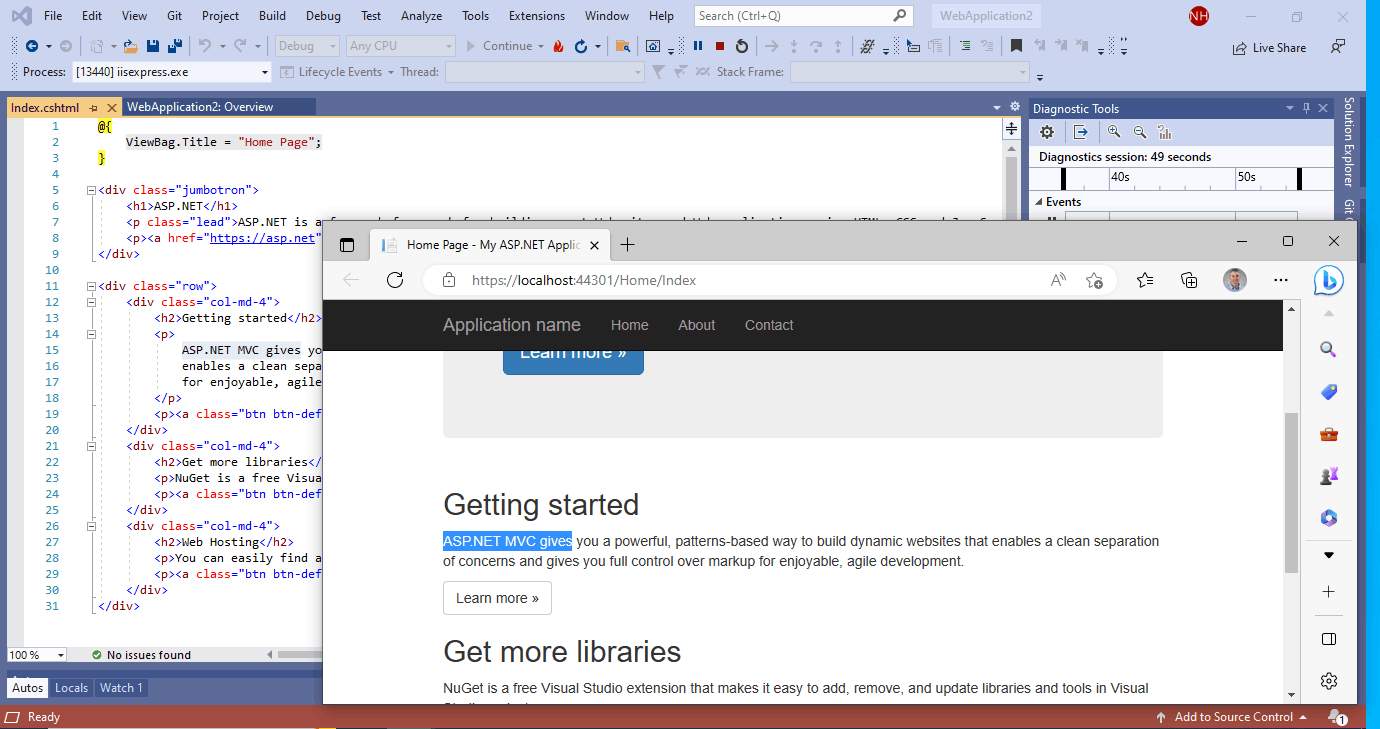 File Edit View Git Project Build Debug Test Analyze Tools Extensions Window Help Search (Ctrl+Q) WebApplication2 NH
Debug Any CPU Continue Live Share
Process: [13440] iisexpress.exe Lifecycle Events Thread: Stack Frame:
Index.cshtml WebApplication2: Overview
1 @{
2 ViewBag.Title = "Home Page";
3 }
4
5 <div class="jumbotron">
6 <h1>ASP.NET</h1>
7 <p class="lead">ASP.NET is a
8 <p><a href="https://asp.net"
9 </div>
10
11 <div class="row">
12 <div class="col-md-4">
13 <h2>Getting started</h2>
14 <p>
15 ASP.NET MVC gives yo
16 enables a clean sepa
17 for enjoyable, agile
18 </p>
19 <p><a class="btn btn-def
20 </div>
21 <div class="col-md-4">
22 <h2>Get more libraries</
23 <p>NuGet is a free Visua
24 <p><a class="btn btn-def
25 </div>
26 <div class="col-md-4">
27 <h2>Web Hosting</h2>
28 <p>You can easily find a
29 <p><a class="btn btn-def
30 </div>
31 </div>
100 % No issues found
Autos Locals Watch 1
Ready
Add to Source Control 1
Diagnostic Tools
Diagnostics session: 49 seconds
40s 50s
Events
Solution Explorer
Git
Home Page - My ASP.NET Applic
https://localhost:44301/Home/Index
Application name Home About Contact
Learn more »
Getting started
ASP.NET MVC gives you a powerful, patterns-based way to build dynamic websites that enables a clean separation
of concerns and gives you full control over markup for enjoyable, agile development.
Learn more »
Get more libraries
NuGet is a free Visual Studio extension that makes it easy to add, remove, and update libraries and tools in Visual